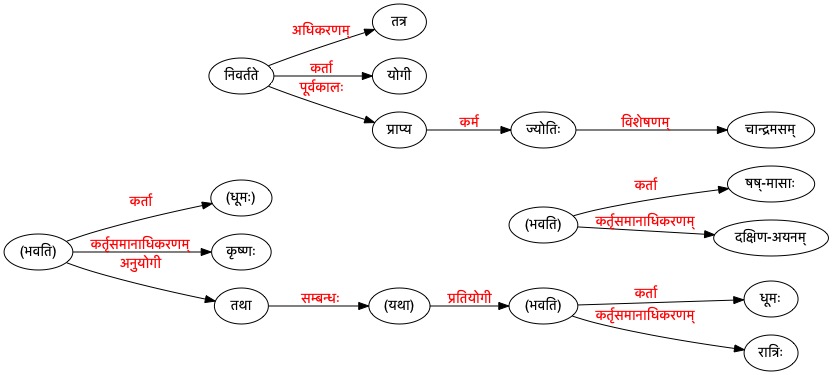 तत्र
अधिकरणम्
निवर्तते कर्ता योगी
पूर्वकालः
प्राप्य कर्म ज्योतिः विशेषणम् चान्द्रमसम्
कर्ता (धूमः)
(भवति) कर्तृसमानाधिकरणम् कृष्णः
अनुयोगी
तथा सम्बन्धः (यथा) प्रतियोगी (भवति) कर्ता धूमः
कर्तृसमानाधिकरणम् रात्रिः
(भवति) कर्ता षष्-मासाः
कर्तृसमानाधिकरणम् दक्षिण-अयनम्